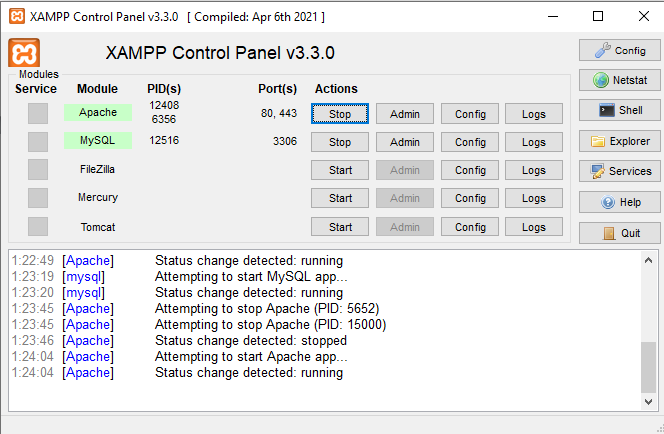 XAMPP Control Panel v3.3.0 [ Compiled: Apr 6th 2021 ]
XAMPP Control Panel v3.3.0
Config
Modules
Service Module PID(s) Port(s) Actions
Netstat
Apache 12408 6356 80, 443 Stop Admin Config Logs
Shell
MySQL 12516 3306 Stop Admin Config Logs
Explorer
FileZilla Start Admin Config Logs
Services
Mercury Start Admin Config Logs
Help
Tomcat Start Admin Config Logs
Quit
1:22:49 [Apache] Status change detected: running
1:23:19 [mysql] Attempting to start MySQL app...
1:23:20 [mysql] Status change detected: running
1:23:45 [Apache] Attempting to stop Apache (PID: 5652)
1:23:45 [Apache] Attempting to stop Apache (PID: 15000)
1:23:46 [Apache] Status change detected: stopped
1:24:04 [Apache] Attempting to start Apache app...
1:24:04 [Apache] Status change detected: running